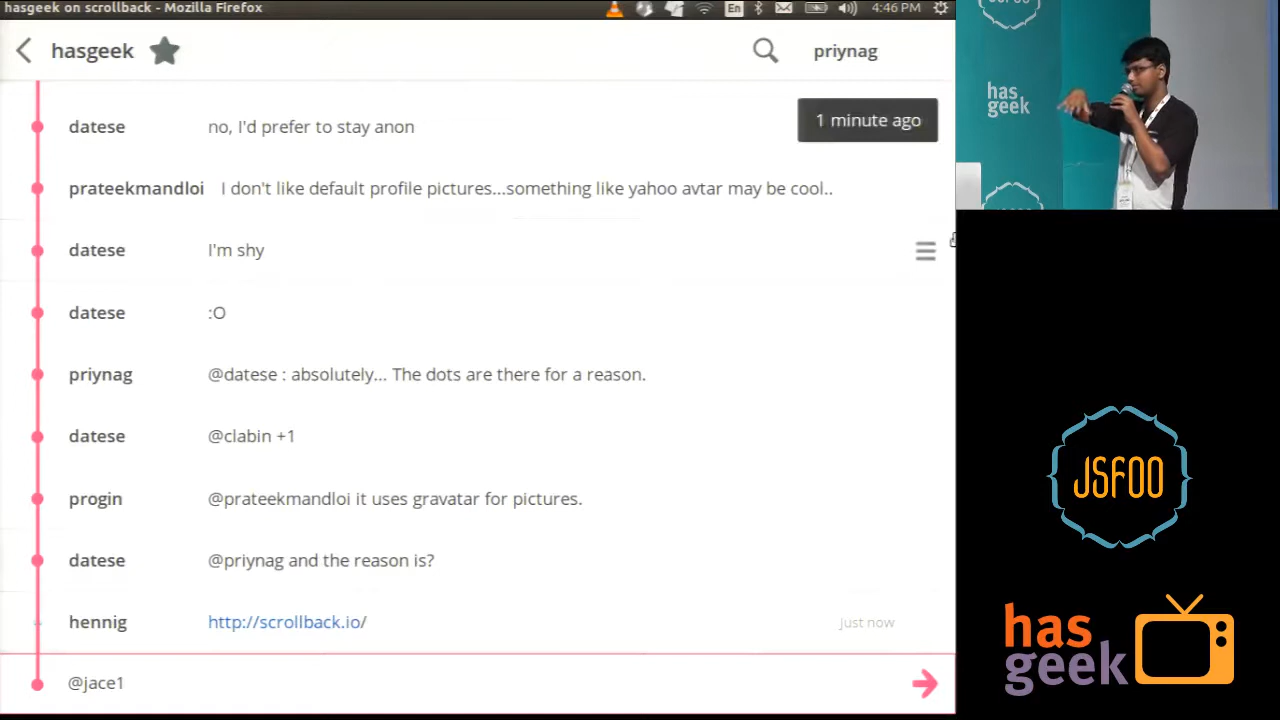 hasgeek on scrollback - Mozilla Firefox
En
4:46 PM
hasgeek
priynag
datese no, I'd prefer to stay anon
1 minute ago
prateekmandloi I don't like default profile pictures...something like yahoo avtar may be cool..
datese I'm shy
datese :O
priynag @datese : absolutely... The dots are there for a reason.
datese @clabin +1
progin @prateekmandloi it uses gravatar for pictures.
datese @priynag and the reason is?
hennig http://scrollback.io/ just now
@jace1
has
geek
JSFOO
has
geek